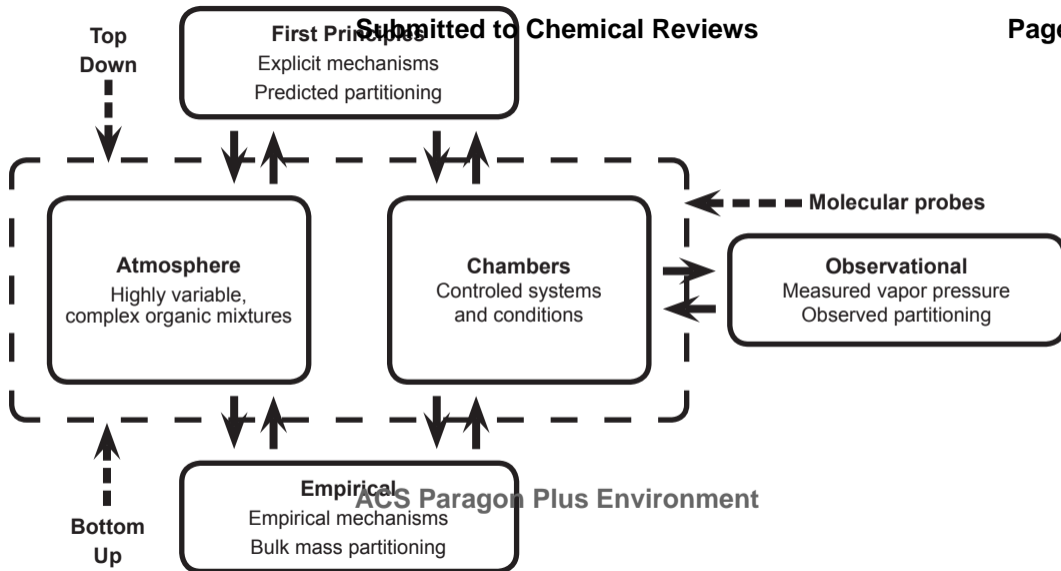 Submitted to Chemical Reviews
Page
Top
Down
First Principles
Explicit mechanisms
Predicted partitioning
Molecular probes
Atmosphere
Highly variable,
complex organic mixtures
Chambers
Controled systems
and conditions
Observational
Measured vapor pressure
Observed partitioning
Bottom
Up
Empirical
Empirical mechanisms
Bulk mass partitioning
ACS Paragon Plus Environment